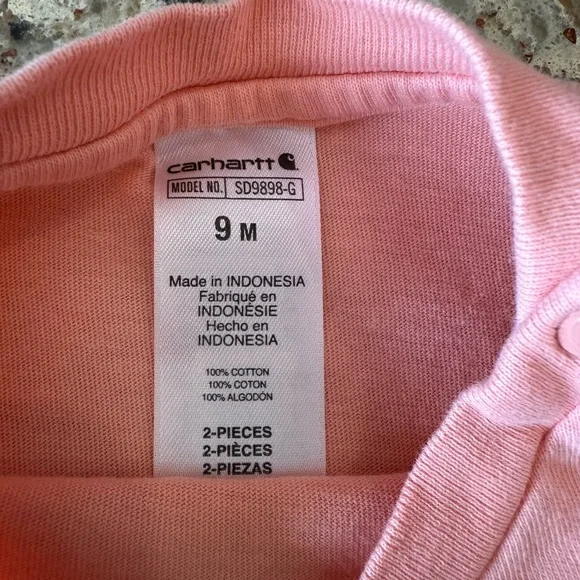 carhartt
MODEL NO. SD9898-G
9 M
Made in INDONESIA
Fabriqué en
INDONÉSIE
Hecho en
INDONESIA
100% COTTON
100% COTON
100% ALGODÓN
2-PIECES
2-PIÈCES
2-PIEZAS